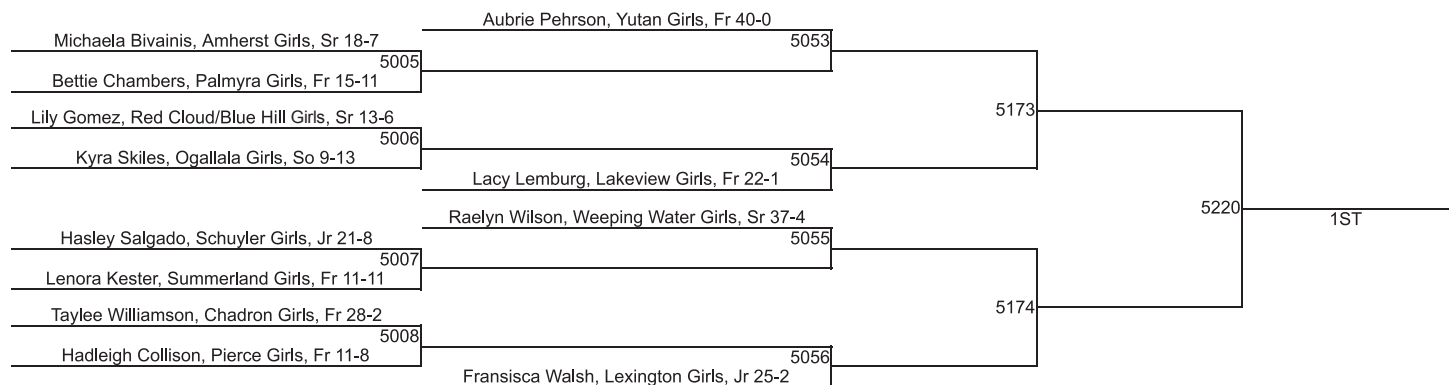 Aubrie Pehrson, Yutan Girls, Fr 40-0
5053
Michaela Bivainis, Amherst Girls, Sr 18-7
5005
Bettie Chambers, Palmyra Girls, Fr 15-11
Lily Gomez, Red Cloud/Blue Hill Girls, Sr 13-6
5006
Kyra Skiles, Ogallala Girls, So 9-13
5054
Lacy Lemburg, Lakeview Girls, Fr 22-1
5173
Raelyn Wilson, Weeping Water Girls, Sr 37-4
5055
Hasley Salgado, Schuyler Girls, Jr 21-8
5007
Lenora Kester, Summerland Girls, Fr 11-11
Taylee Williamson, Chadron Girls, Fr 28-2
5008
Hadleigh Collison, Pierce Girls, Fr 11-8
5056
Fransisca Walsh, Lexington Girls, Jr 25-2
5174
5220
1ST